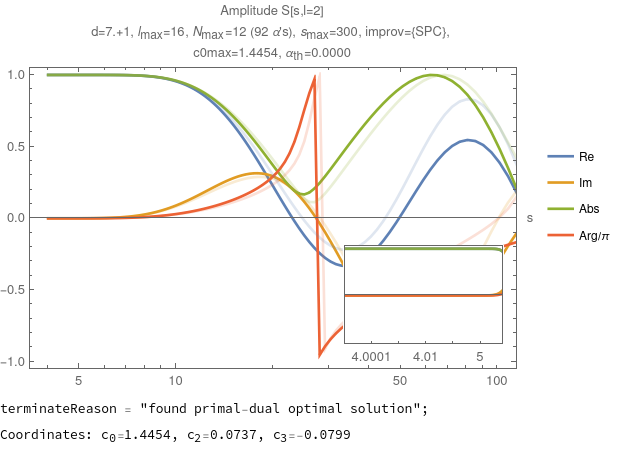 Amplitude S[s,l=2]
d=7.+1, lmax=16, Nmax=12 (92 α's), smax=300, improv={SPC},
c0max=1.4454, αth=0.0000
1.0
0.5
0.0
−0.5
−1.0
5
10
50
100
s
4.0001
4.01
5
Re
Im
Abs
Arg/π
terminateReason = "found primal-dual optimal solution";
Coordinates: c0=1.4454, c2=0.0737, c3=-0.0799